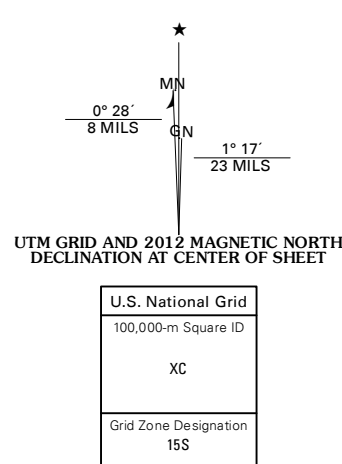 ★
MN
0° 28´
8 MILS
GN
1° 17´
23 MILS
UTM GRID AND 2012 MAGNETIC NORTH
DECLINATION AT CENTER OF SHEET
U.S. National Grid
100,000-m Square ID
XC
Grid Zone Designation
15S